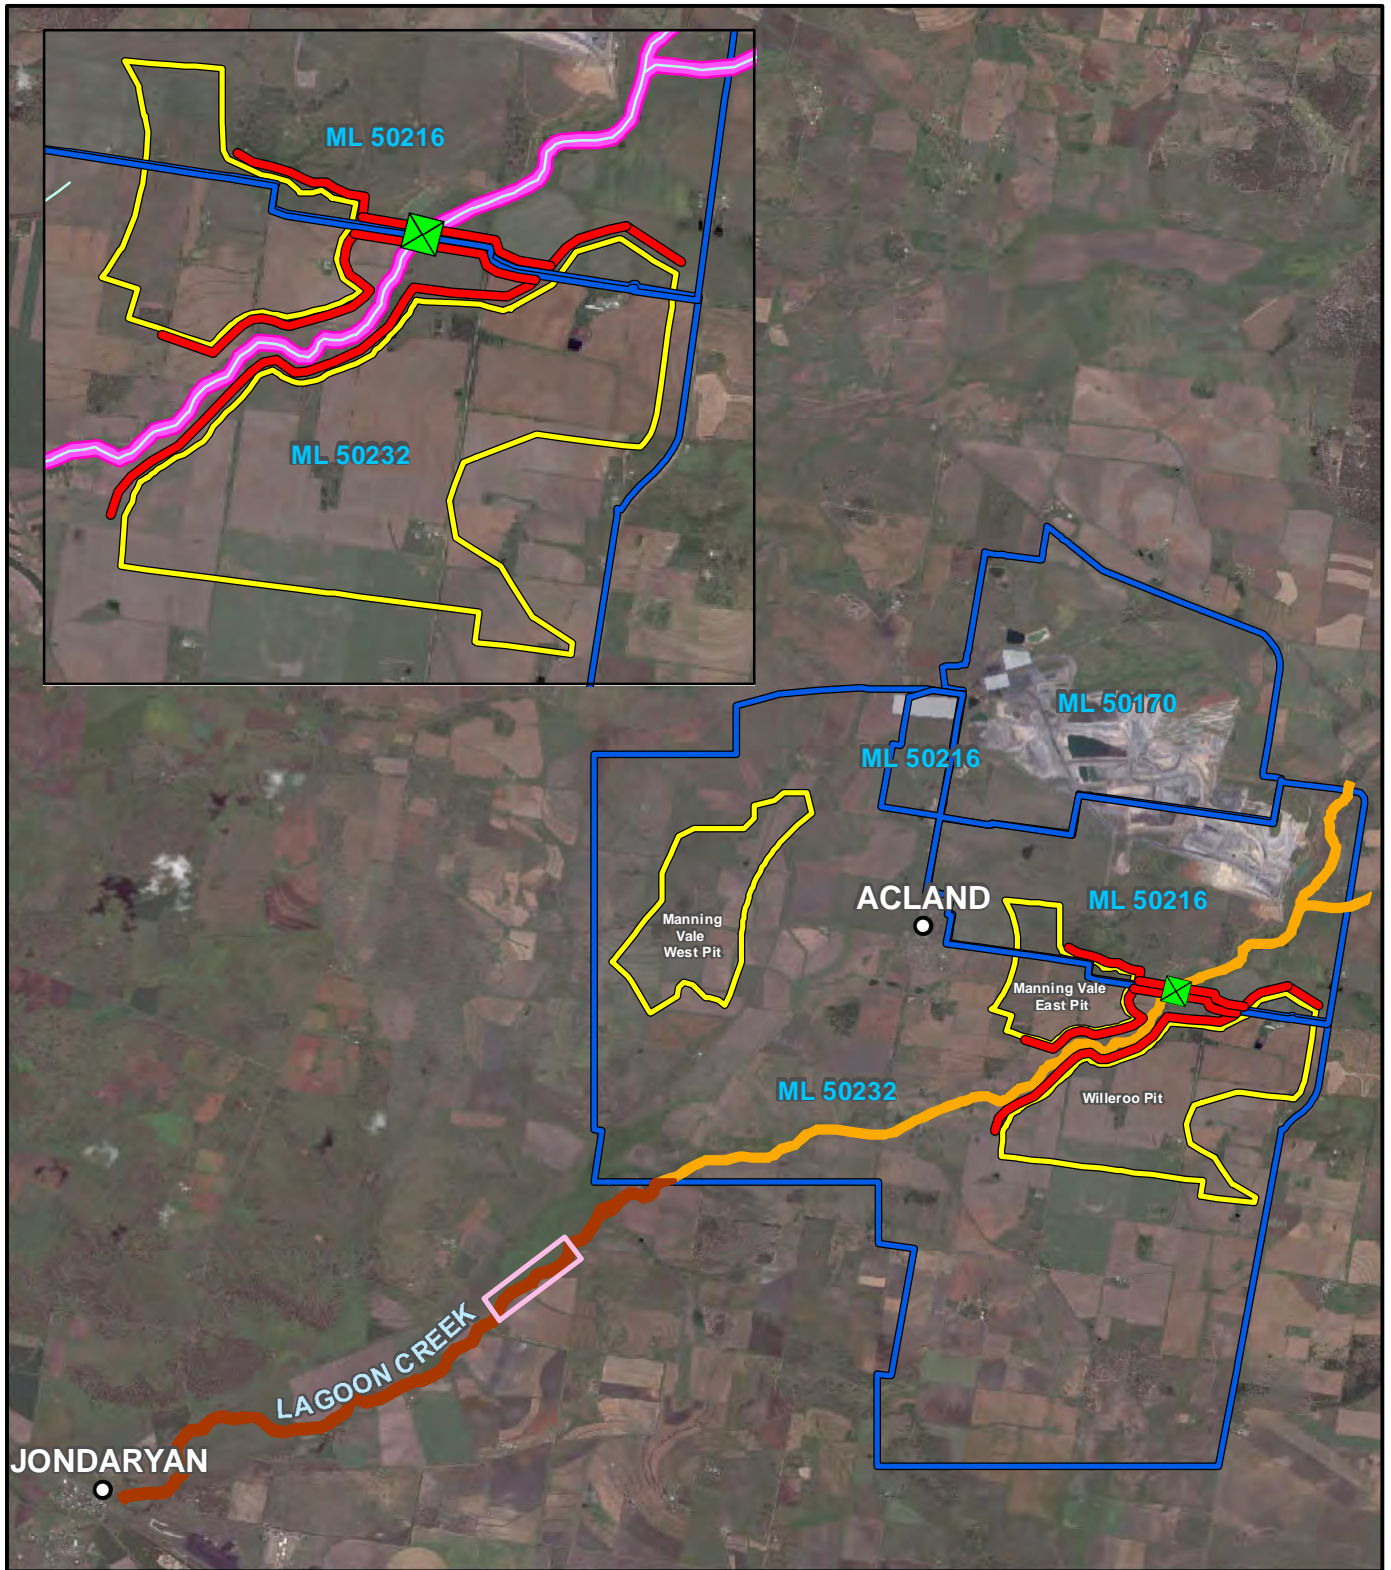 ML 50216
ML 50232
ML 50170
ML 50216
ACLAND
ML 50216
Manning
Vale
West Pit
Manning Vale
East Pit
ML 50232
Willeroo Pit
LAGOON CREEK
JONDARYAN